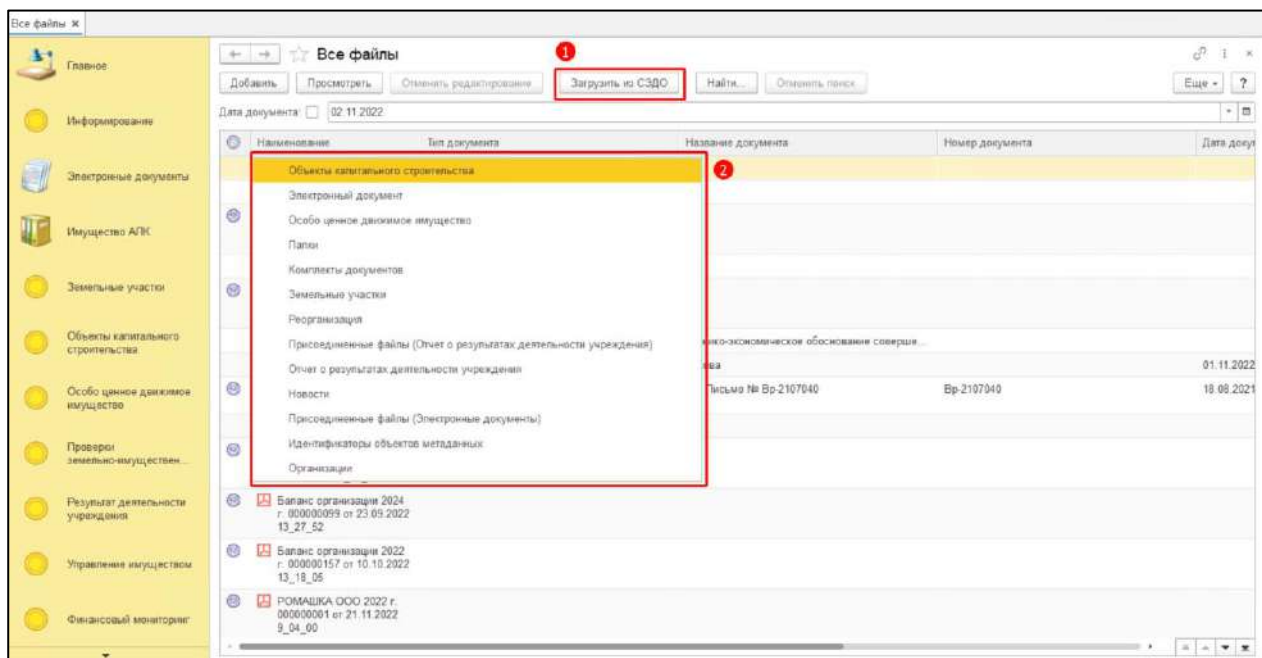 Все файлы ×
Главное
Информирование
Электронные документы
Имущество АПК
Земельные участки
Объекты капитального
строительства
Особо ценное движимое
имущество
Проверки
земельно-имуществен...
Результат деятельности
учреждения
Управление имуществом
Финансовый мониторинг
Все файлы
1
Добавить
Просмотреть
Отменить редактирование
Загрузить из СЭДО
Найти...
Отменить поиск
Еще
?
Дата документа:
02.11.2022
Наименование
Тип документа
Название документа
Номер документа
Дата докум
2
Объекты капитального строительства
Электронный документ
Особо ценное движимое имущество
Папки
Комплекты документов
Земельные участки
Реорганизация
Присоединенные файлы (Отчет о результатах деятельности учреждения)
Отчет о результатах деятельности учреждения
Новости
Присоединенные файлы (Электронные документы)
Идентификаторы объектов метаданных
Организации
экономическое обоснование соверше...
01.11.2022
Письмо № Вр-2107040
Вр-2107040
18.08.2021
Баланс организации 2024
г. 000000099 от 23.09.2022
13_27_52
Баланс организации 2022
г. 000000157 от 10.10.2022
13_18_05
РОМАШКА ООО 2022 г.
000000001 от 21.11.2022
9_04_00